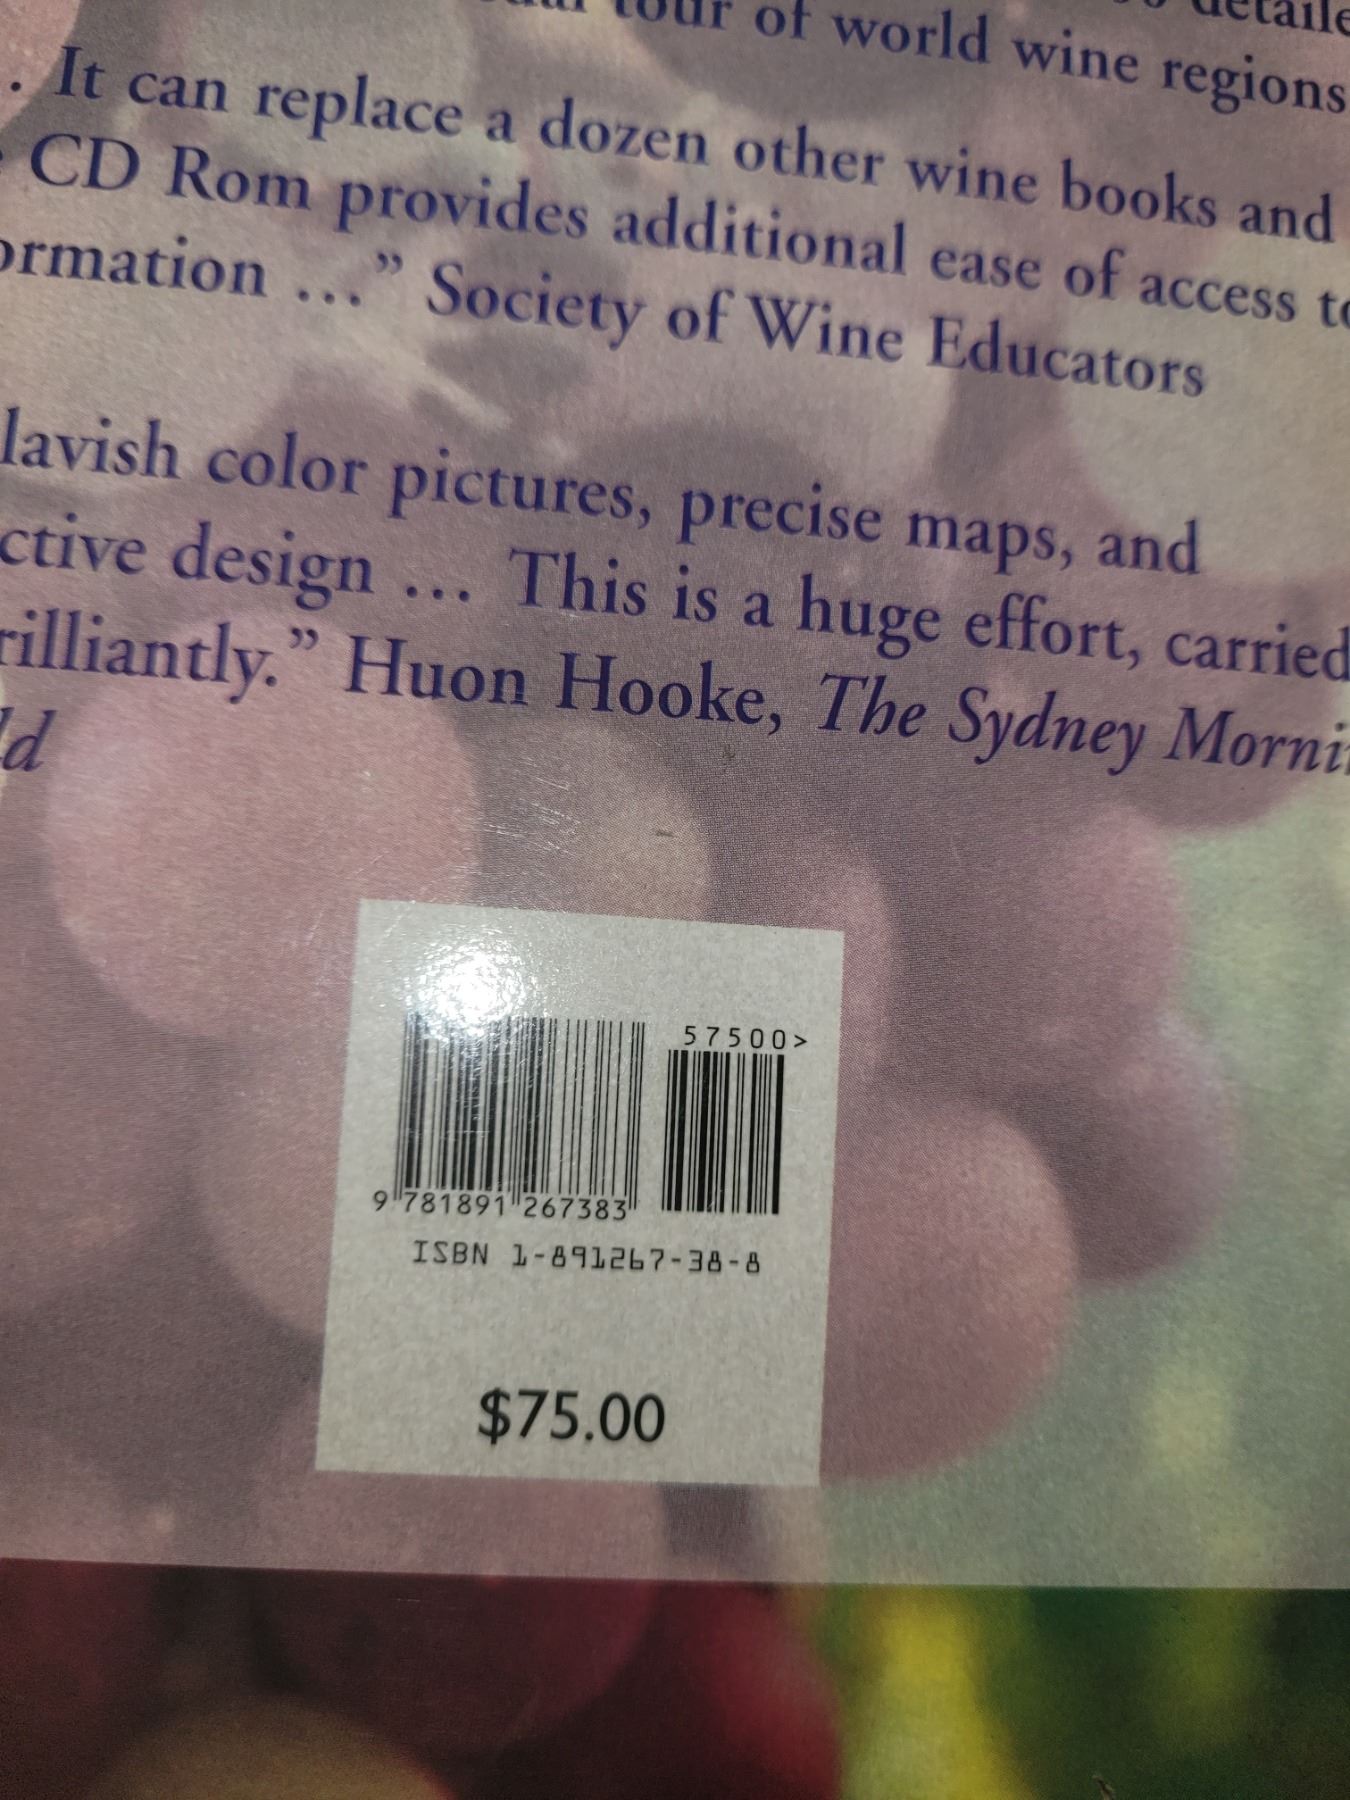 detaile
tour of world wine regions
. It can replace a dozen other wine books and
CD Rom provides additional ease of access to
ormation ...” Society of Wine Educators
lavish color pictures, precise maps, and
ctive design ... This is a huge effort, carried
rilliantly.” Huon Hooke, The Sydney Morni
ld
57500>
9 781891 267383
ISBN 1-891267-38-8
$75.00